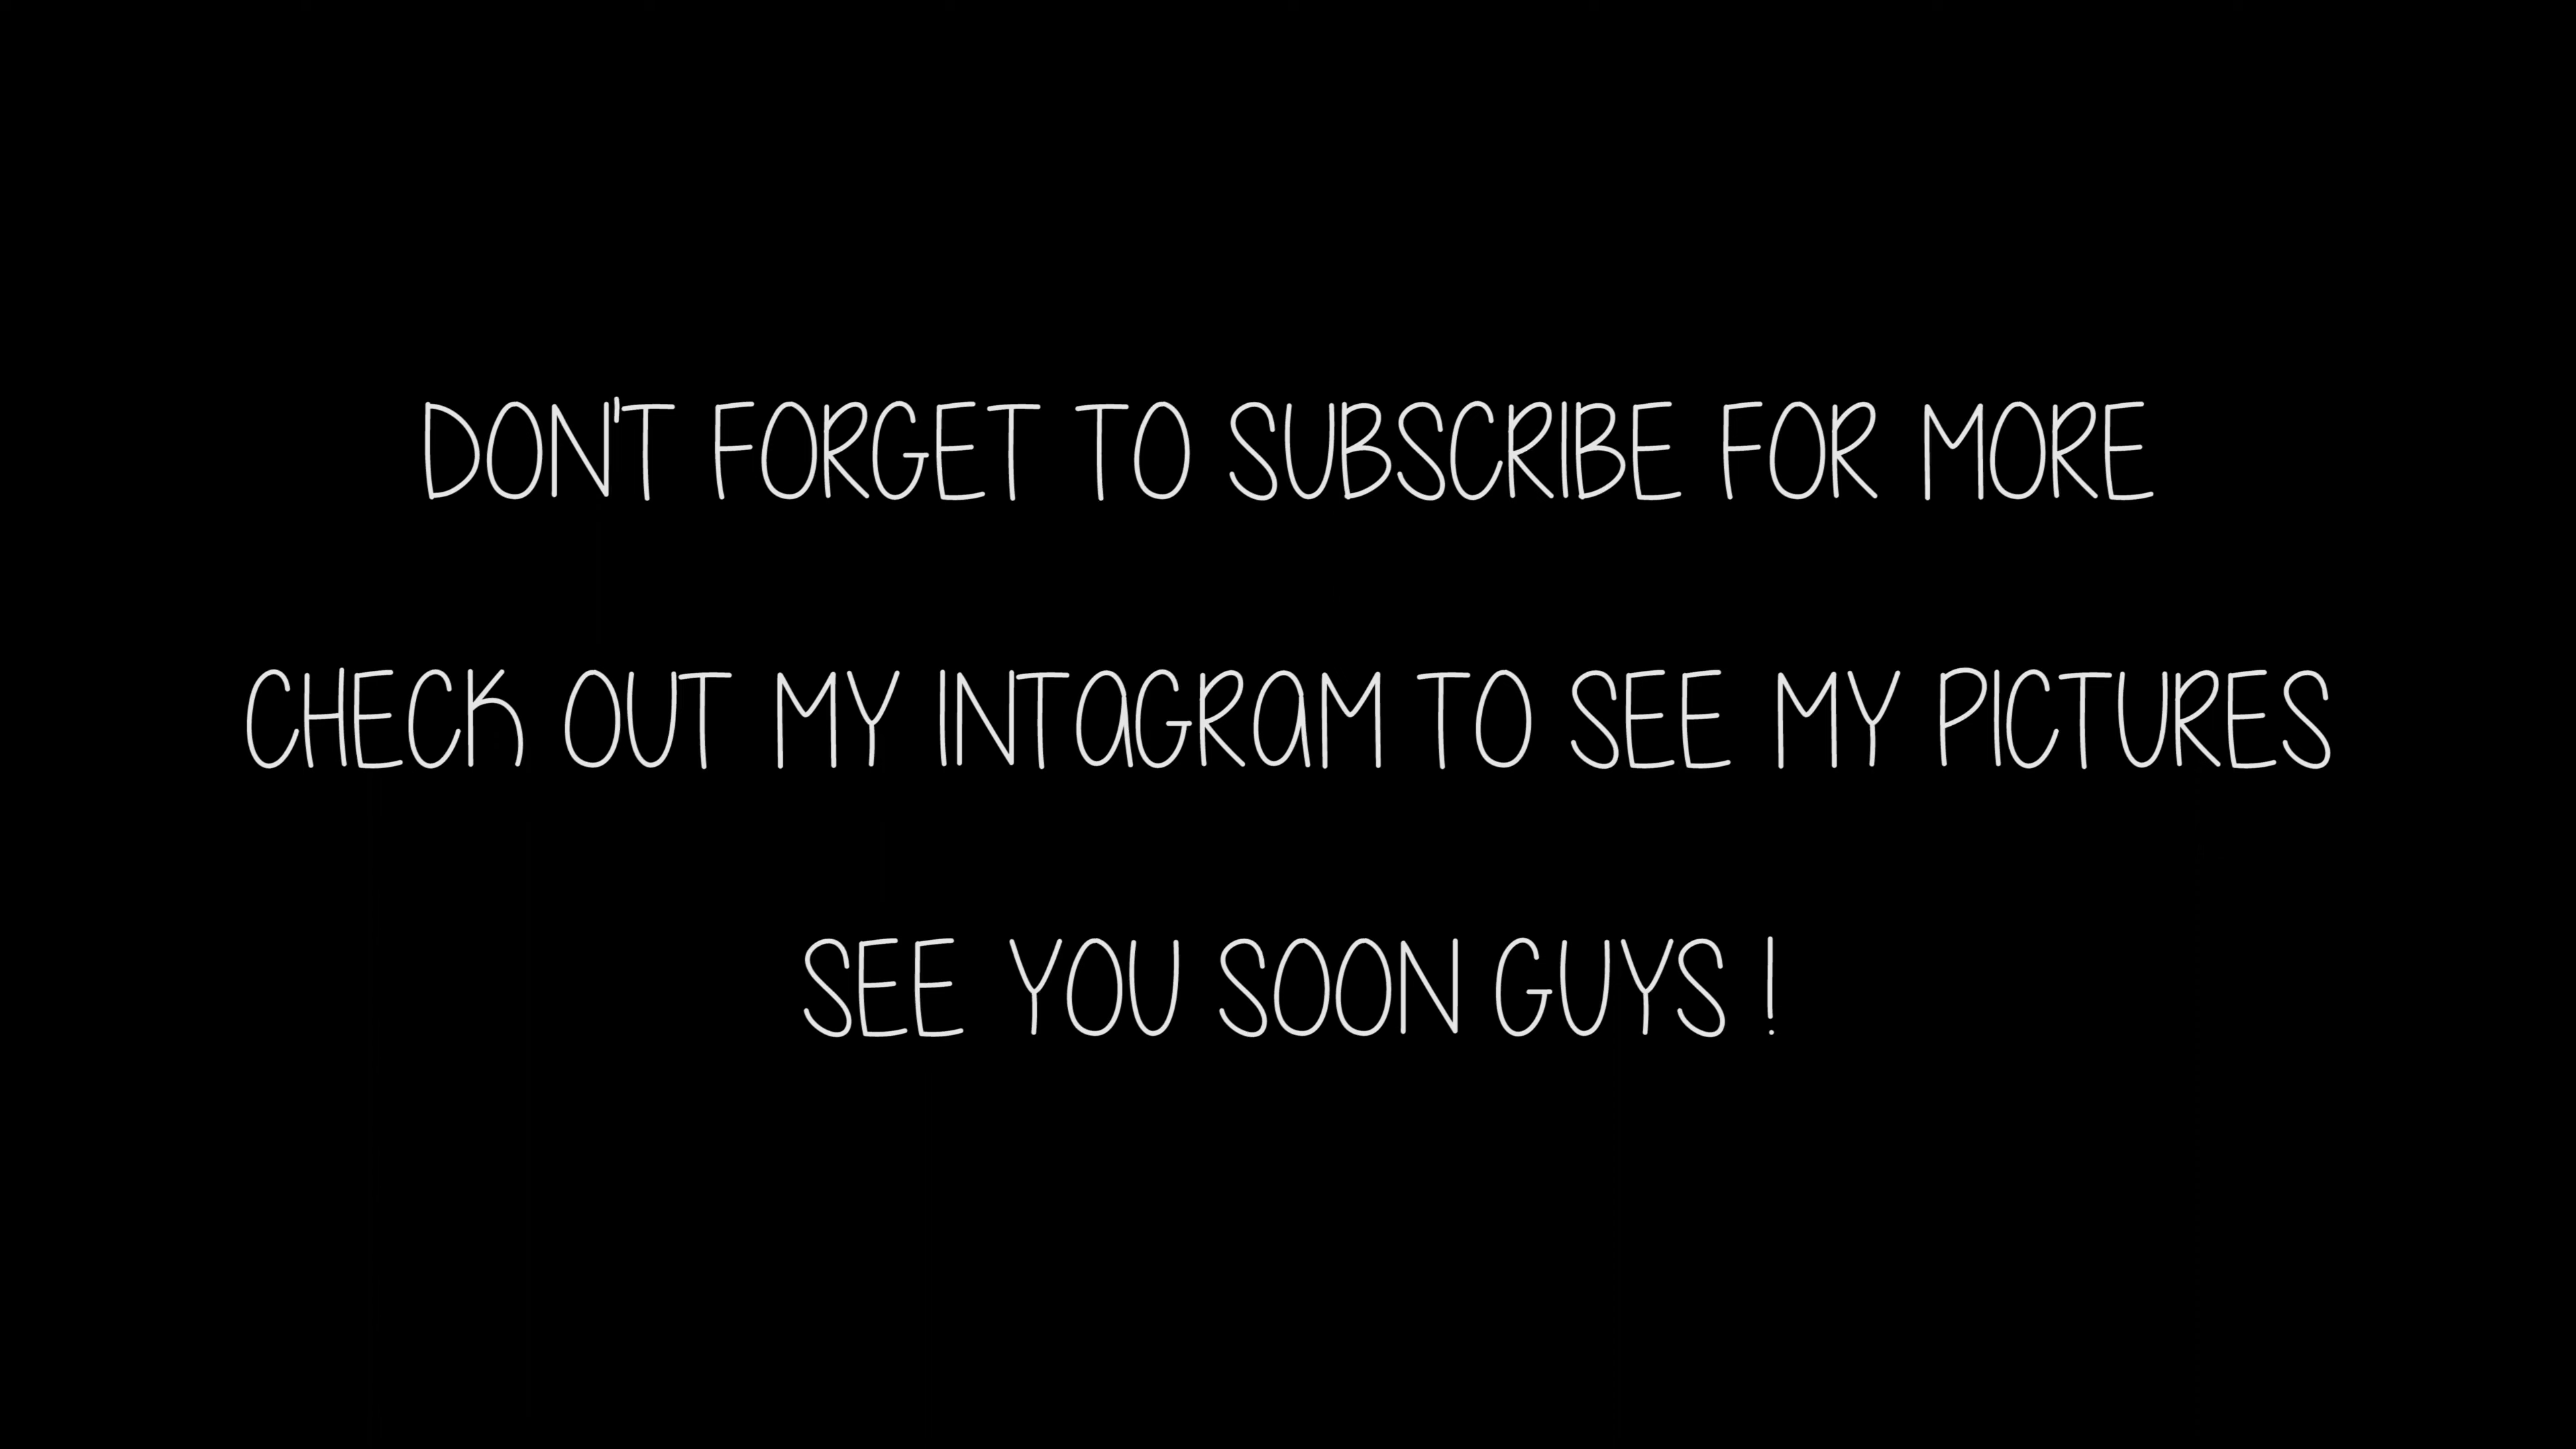 DON'T FORGET TO SUBSCRIBE FOR MORE
CHECK OUT MY INTAGRAM TO SEE MY PICTURES
SEE YOU SOON GUYS !